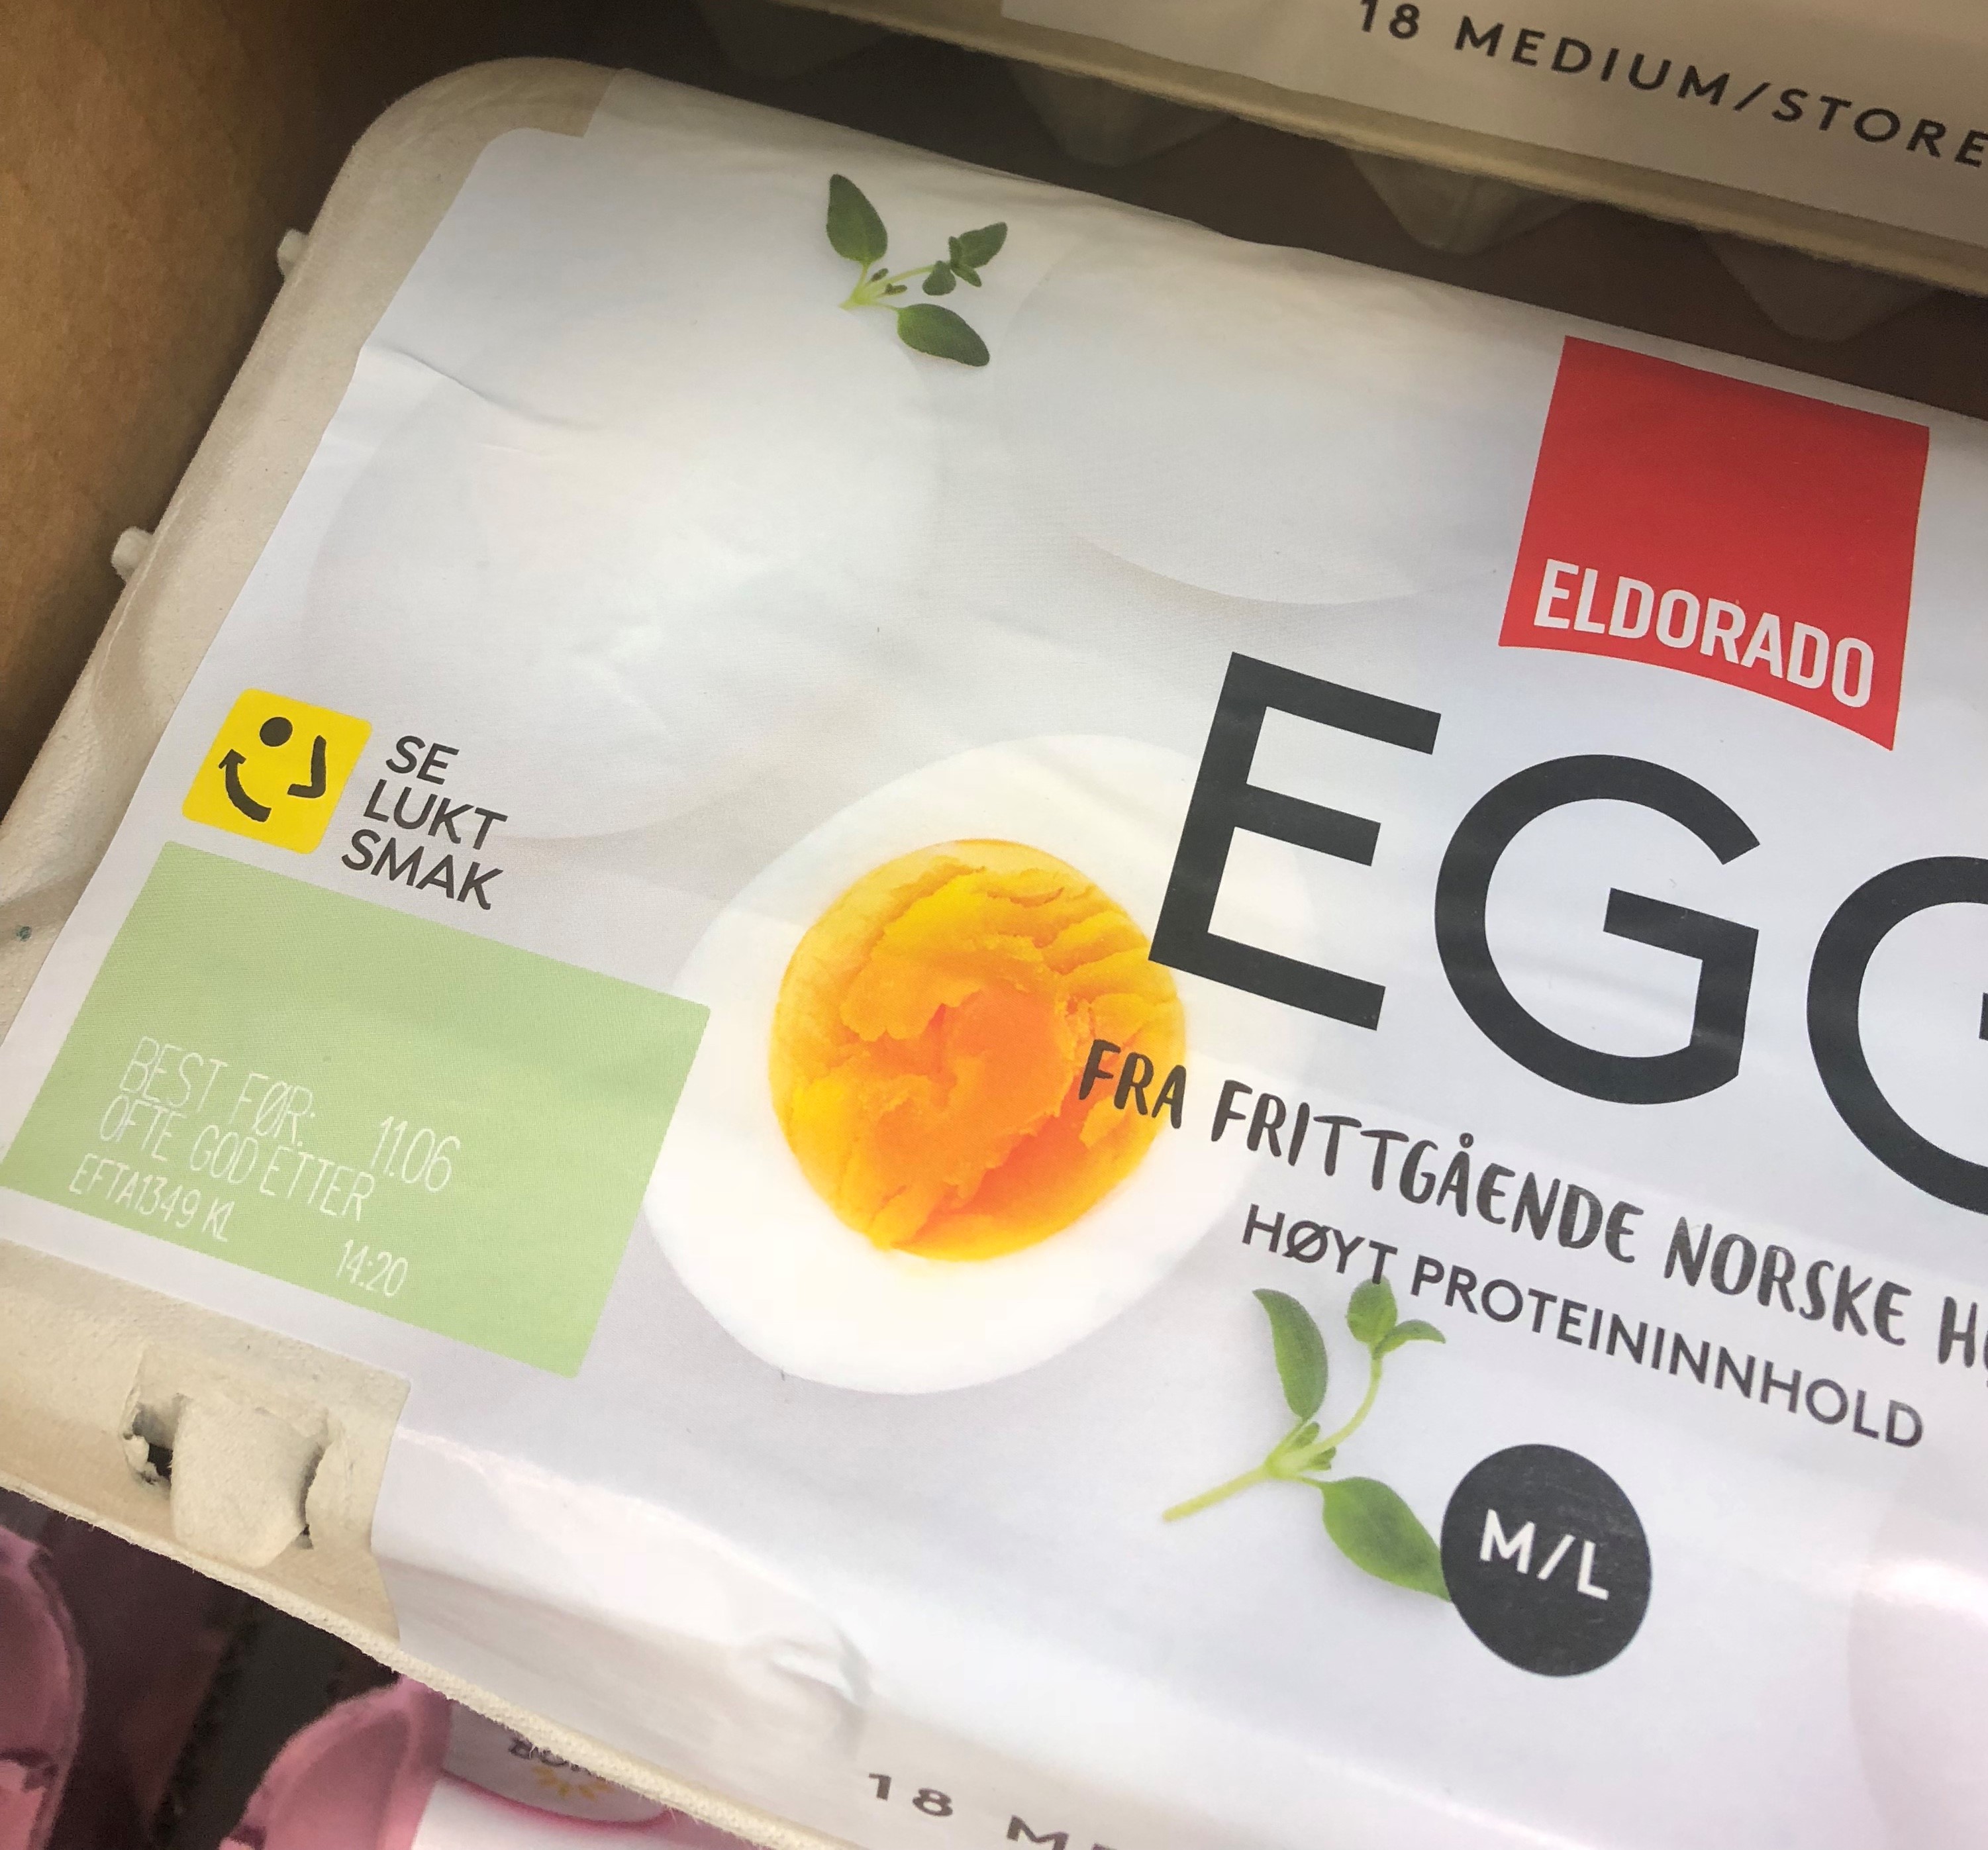 18 MEDIUM/STORE
ELDORADO
EGG
SE
LUKT
SMAK
FRA FRITTGÅENDE NORSKE
HØYT PROTEININNHOLD
BEST FØR: 11.06
OFTE GOD ETTER
EFTA1349 KL 14:20
M/L
18